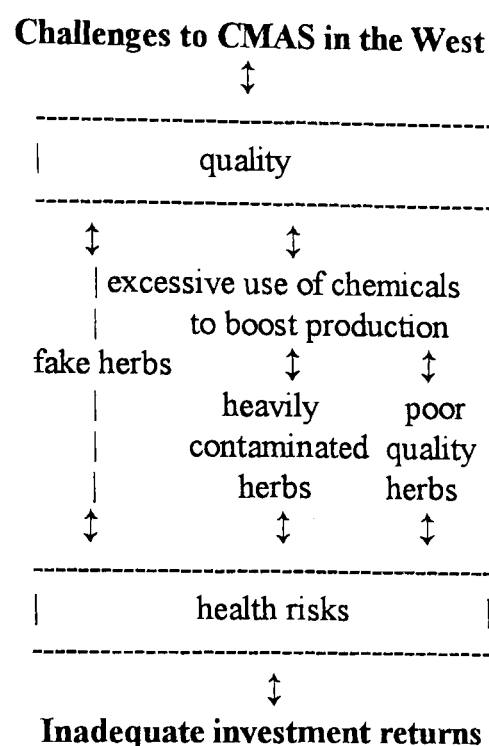 Challenges to CMAS in the West
quality
excessive use of chemicals
to boost production
fake herbs
heavily poor
contaminated quality
herbs herbs
health risks
Inadequate investment returns